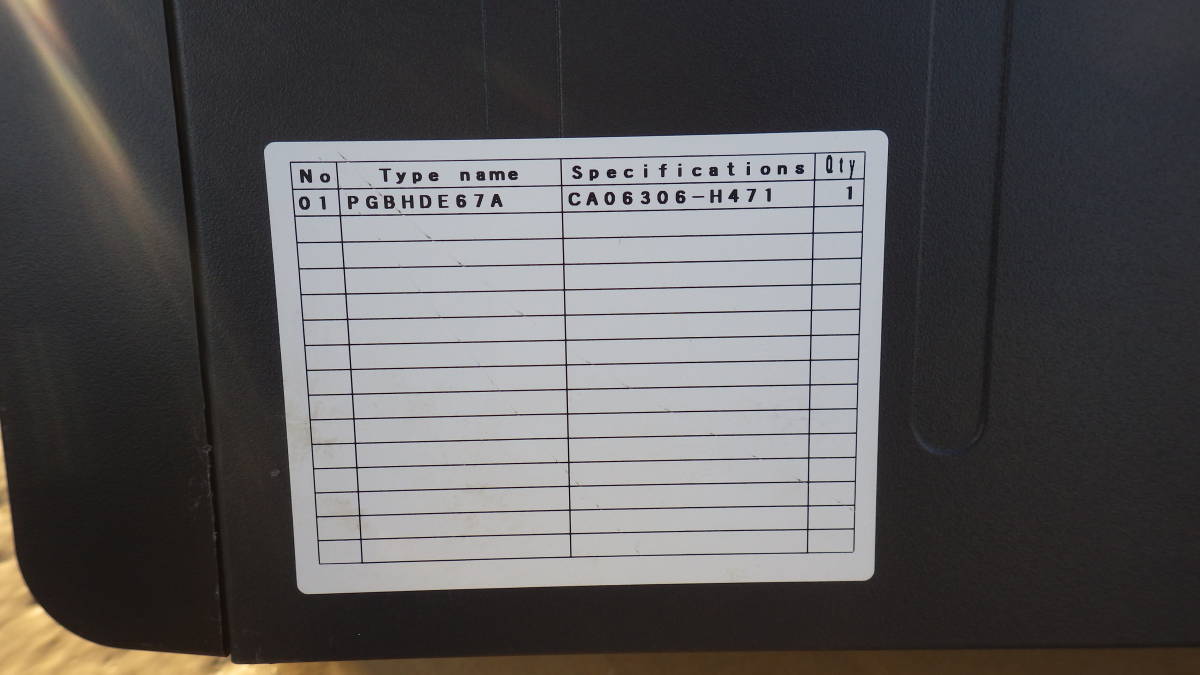 No Type name Specifications Qty
01 PGBHDE67A CA06306-H471 1